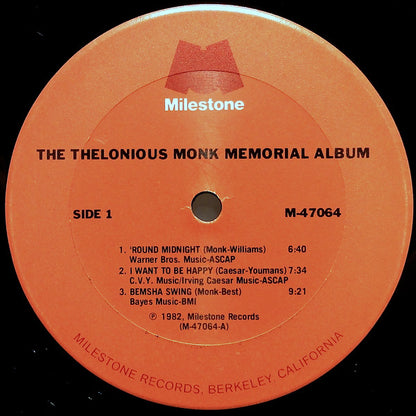 Milestone
THE THELONIOUS MONK MEMORIAL ALBUM
SIDE 1 M-47064
1. 'ROUND MIDNIGHT (Monk-Williams) 6:40
Warner Bros. Music-ASCAP
2. I WANT TO BE HAPPY (Caesar-Youmans) 7:34
C.V.Y. Music/Irving Caesar Music-ASCAP
3. BEMSHA SWING (Monk-Best) 9:21
Bayes Music-BMI
℗ 1982, Milestone Records
(M-47064-A)
MILESTONE RECORDS, BERKELEY, CALIFORNIA